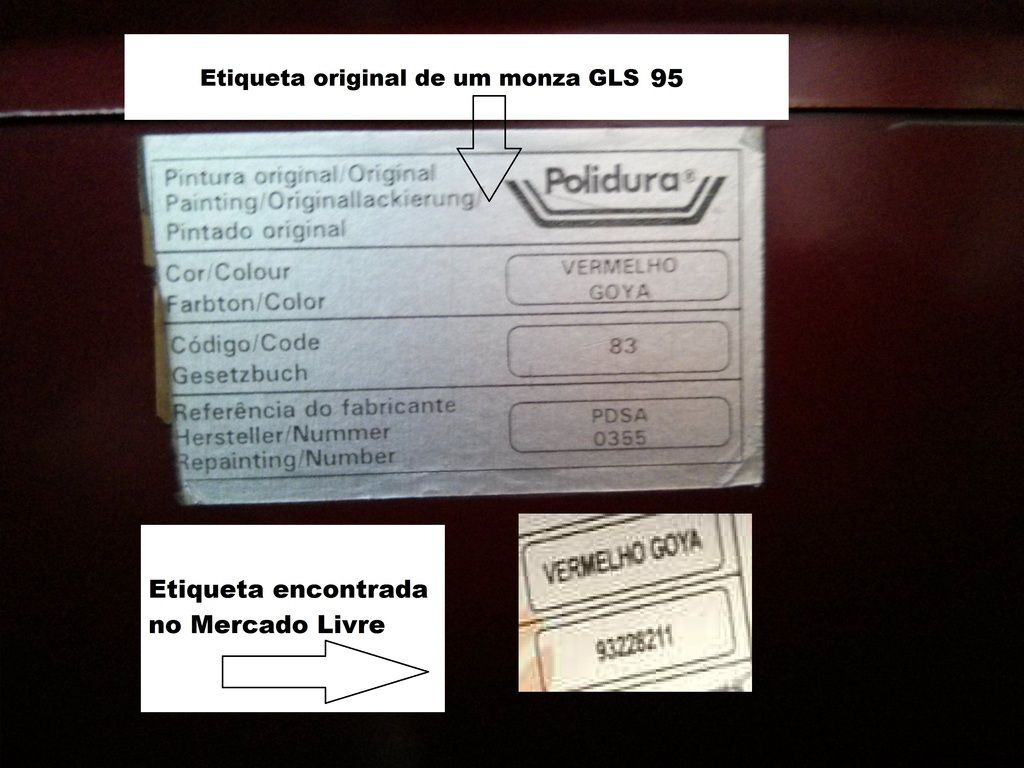 Etiqueta original de um monza GLS 95
Pintura original/Original
Painting/Originallackierung/
Pintado original
Polidura®
Cor/Colour
Farbton/Color
VERMELHO
GOYA
Código/Code
Gesetzbuch
83
Referência do fabricante
Hersteller/Nummer
Repainting/Number
PDSA
0355
Etiqueta encontrada
no Mercado Livre
VERMELHO GOYA
93228211